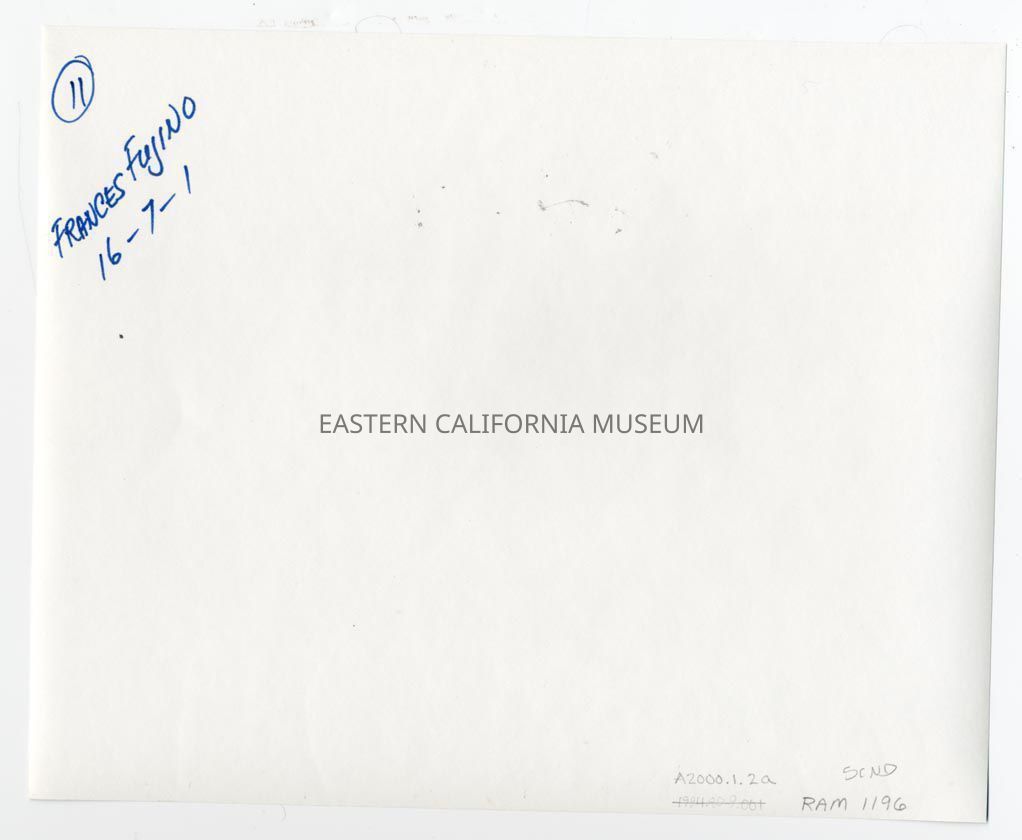 11
FRANCES FUJINO
16-7-1
EASTERN CALIFORNIA MUSEUM
A2000.1.2a
SCND
RAM 1196